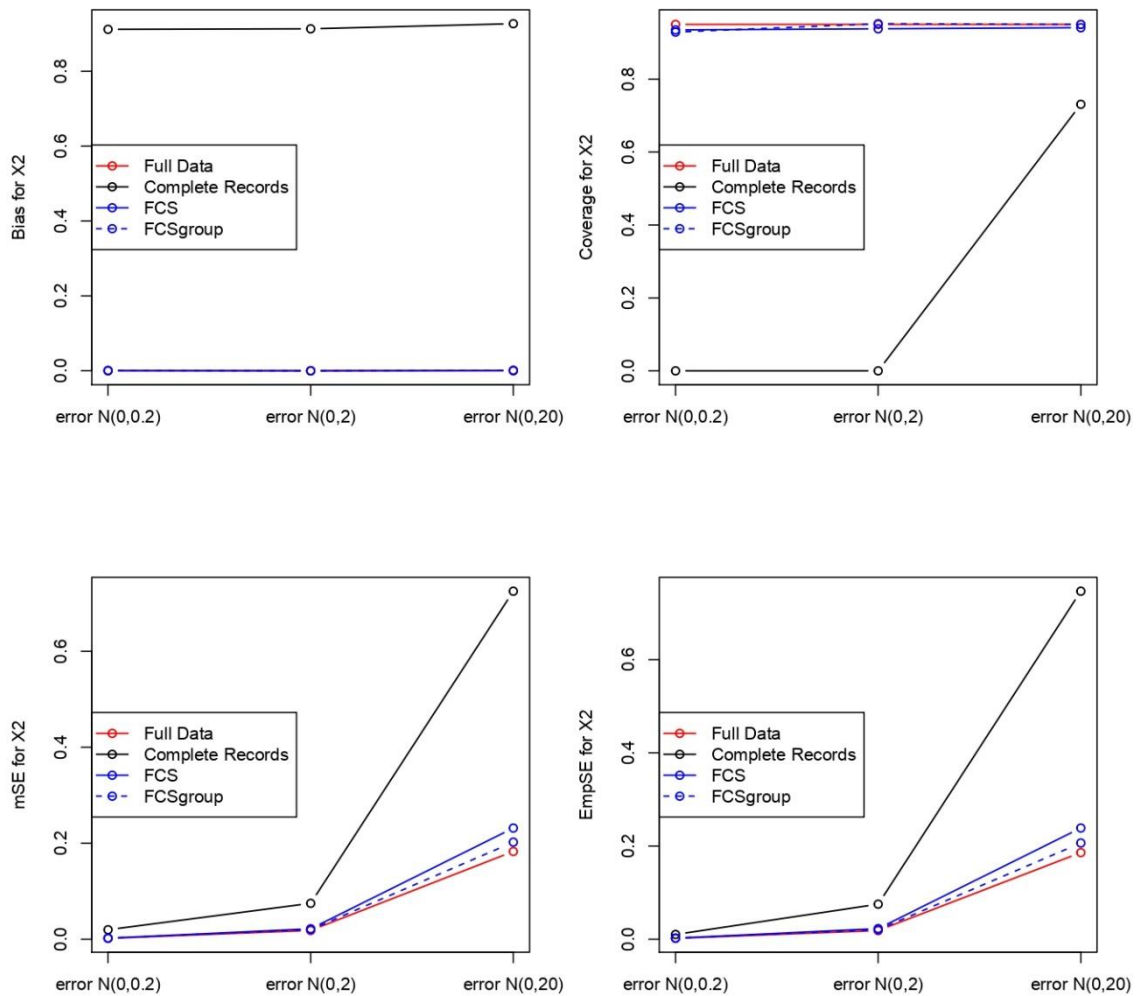 Bias for X2
0.0 0.2 0.4 0.6 0.8
Full Data
Complete Records
FCS
FCSgroup
error N(0,0.2) error N(0,2) error N(0,20)
Coverage for X2
0.0 0.2 0.4 0.6 0.8
Full Data
Complete Records
FCS
FCSgroup
error N(0,0.2) error N(0,2) error N(0,20)
mSE for X2
0.0 0.2 0.4 0.6
Full Data
Complete Records
FCS
FCSgroup
error N(0,0.2) error N(0,2) error N(0,20)
EmpSE for X2
0.0 0.2 0.4 0.6
Full Data
Complete Records
FCS
FCSgroup
error N(0,0.2) error N(0,2) error N(0,20)